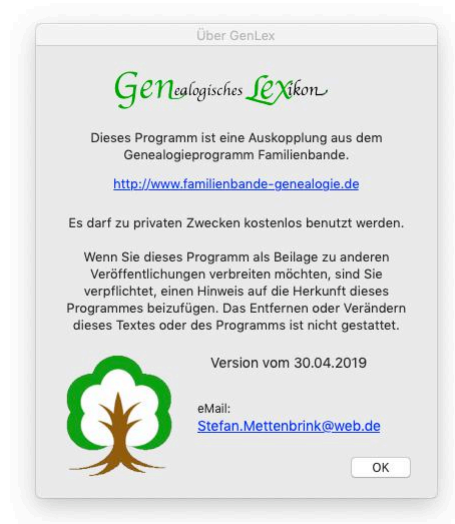 Über GenLex
Genealogisches Lexikon
Dieses Programm ist eine Auskopplung aus dem
Genealogieprogramm Familienbande.
http://www.familienbande-genealogie.de
Es darf zu privaten Zwecken kostenlos benutzt werden.
Wenn Sie dieses Programm als Beilage zu anderen
Veröffentlichungen verbreiten möchten, sind Sie
verpflichtet, einen Hinweis auf die Herkunft dieses
Programmes beizufügen. Das Entfernen oder Verändern
dieses Textes oder des Programms ist nicht gestattet.
Version vom 30.04.2019
eMail:
Stefan.Mettenbrink@web.de
OK